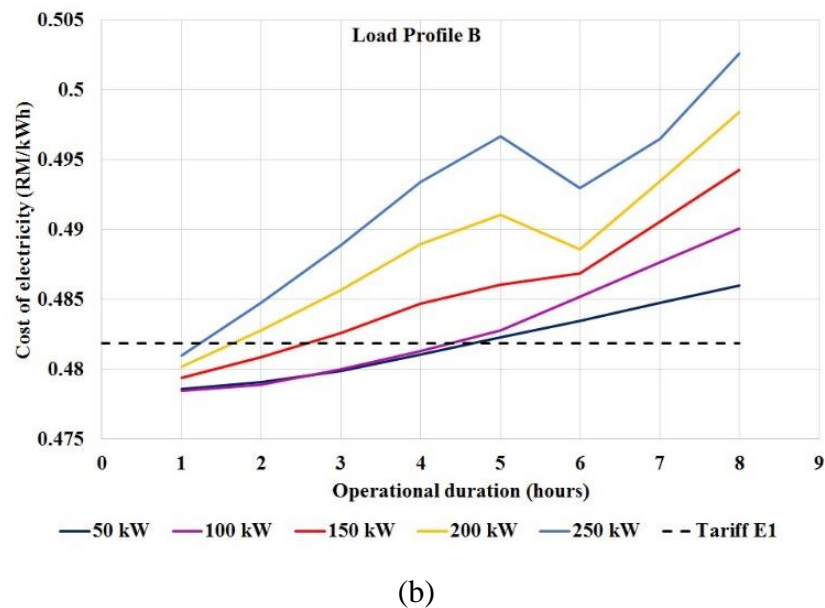 Load Profile B
Cost of electricity (RM/kWh)
0.505
0.5
0.495
0.49
0.485
0.48
0.475
0 1 2 3 4 5 6 7 8 9
Operational duration (hours)
50 kW 100 kW 150 kW 200 kW 250 kW Tariff E1
(b)